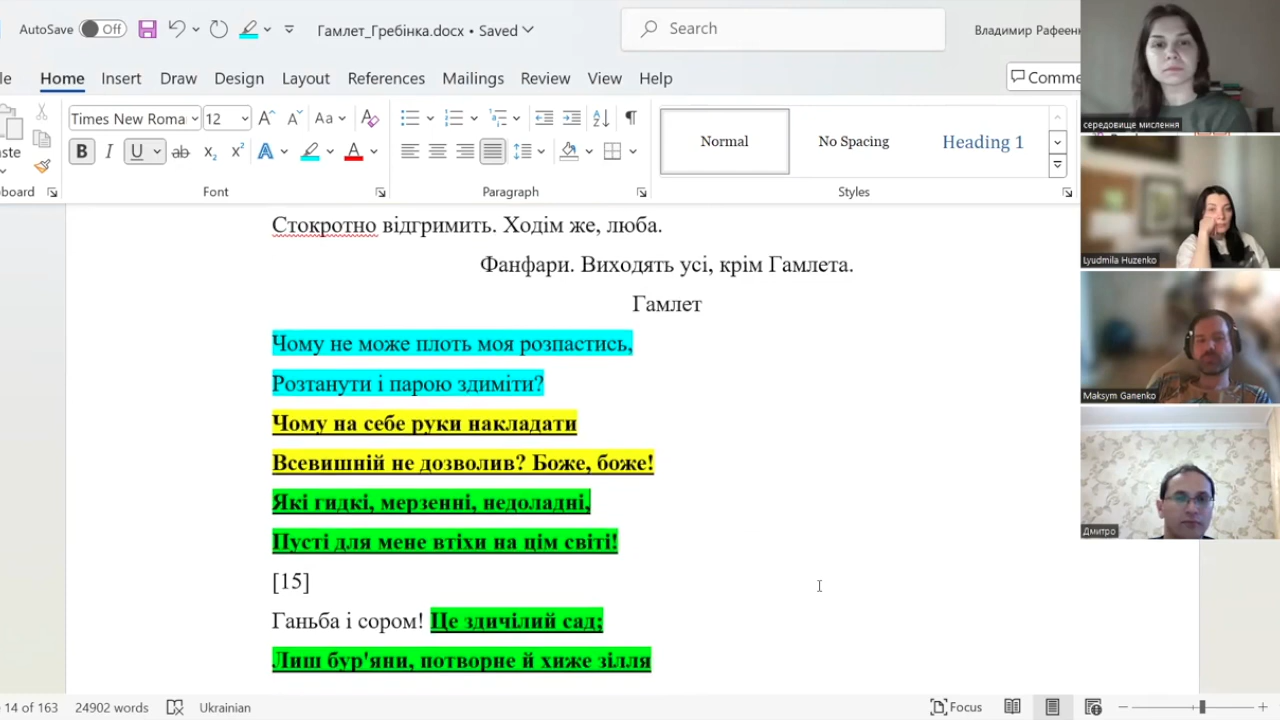 AutoSave Off Гамлет_Гребінка.docx • Saved Search Владимир Рафеенк
le Home Insert Draw Design Layout References Mailings Review View Help Comme
aste Times New Roma 12 Aa Normal No Spacing Heading 1
board Font Paragraph Styles
Стокротно відгримить. Ходім же, люба.
Фанфари. Виходять усі, крім Гамлета.
Гамлет
Чому не може плоть моя розпастись,
Розтанути і парою здиміти?
Чому на себе руки накладати
Всевишній не дозволив? Боже, боже!
Які гидкі, мерзенні, недоладні,
Пусті для мене втіхи на цім світі!
[15]
Ганьба і сором! Це здичілий сад;
Лиш бур'яни, потворне й хиже зілля
14 of 163 24902 words Ukrainian Focus
середовище мислення
Lyudmila Huzenko
Maksym Ganenko
Дмитро